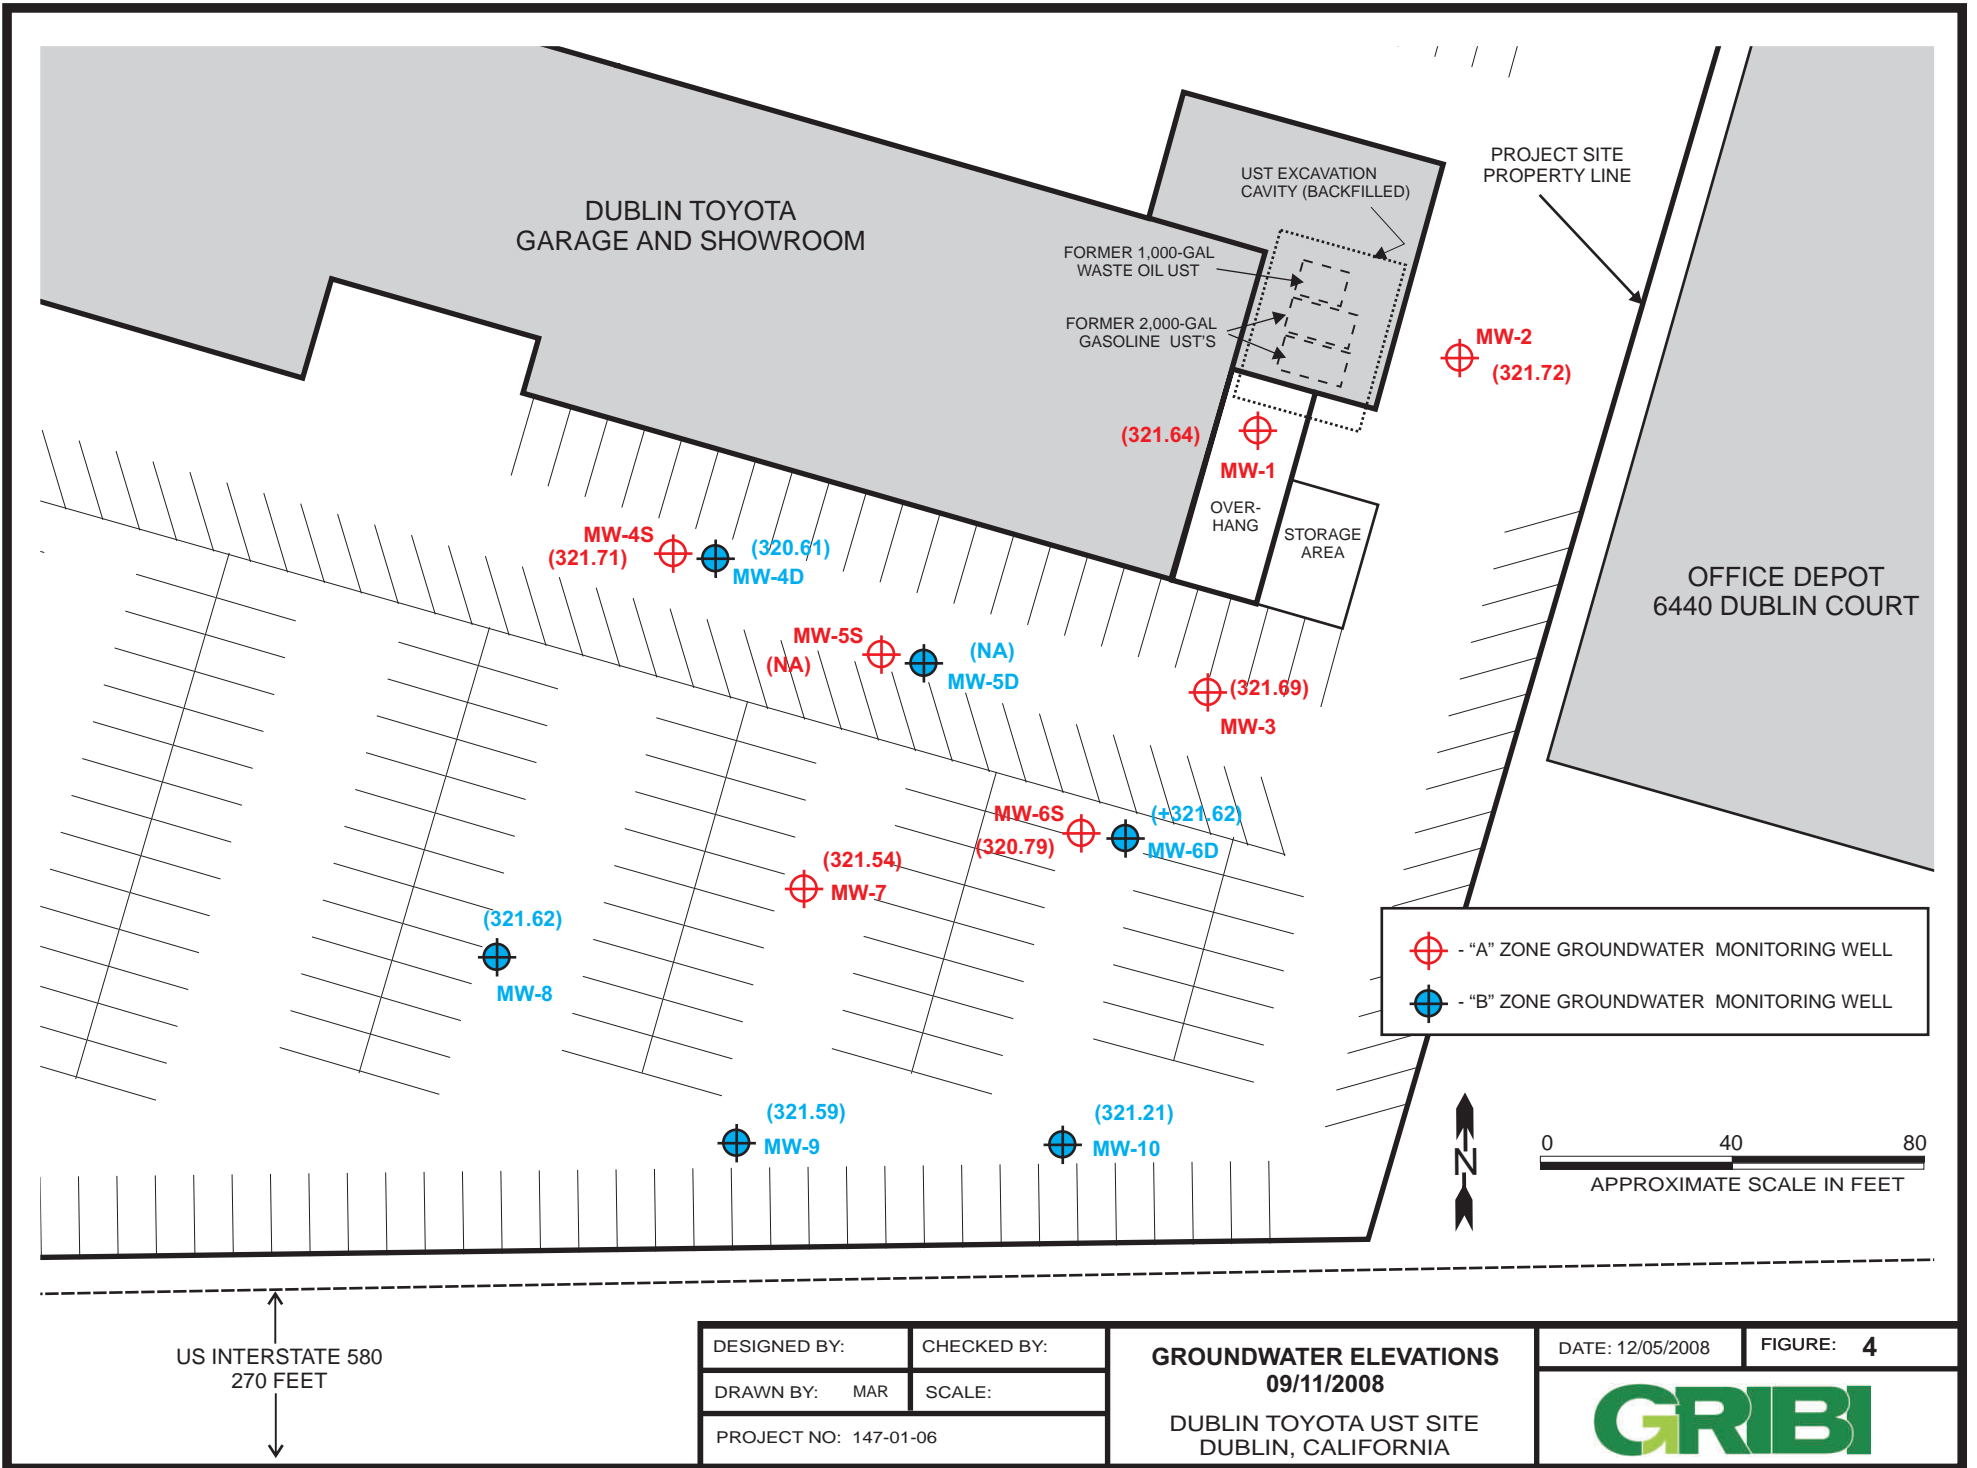 DUBLIN TOYOTA
GARAGE AND SHOWROOM
UST EXCAVATION
CAVITY (BACKFILLED)
PROJECT SITE
PROPERTY LINE
FORMER 1,000-GAL
WASTE OIL UST
FORMER 2,000-GAL
GASOLINE UST'S
MW-2
(321.72)
(321.64)
MW-1
OVER-
HANG
STORAGE
AREA
OFFICE DEPOT
6440 DUBLIN COURT
MW-4S
(321.71)
(320.61)
MW-4D
MW-5S
(NA)
(NA)
MW-5D
(321.69)
MW-3
MW-6S
(320.79)
(+321.62)
MW-6D
(321.54)
MW-7
(321.62)
MW-8
- “A” ZONE GROUNDWATER MONITORING WELL
- “B” ZONE GROUNDWATER MONITORING WELL
(321.59)
MW-9
(321.21)
MW-10
N
0 40 80
APPROXIMATE SCALE IN FEET
US INTERSTATE 580
270 FEET
DESIGNED BY:
CHECKED BY:
DRAWN BY: MAR
SCALE:
PROJECT NO: 147-01-06
GROUNDWATER ELEVATIONS
09/11/2008
DUBLIN TOYOTA UST SITE
DUBLIN, CALIFORNIA
DATE: 12/05/2008
FIGURE: 4
GRIBI